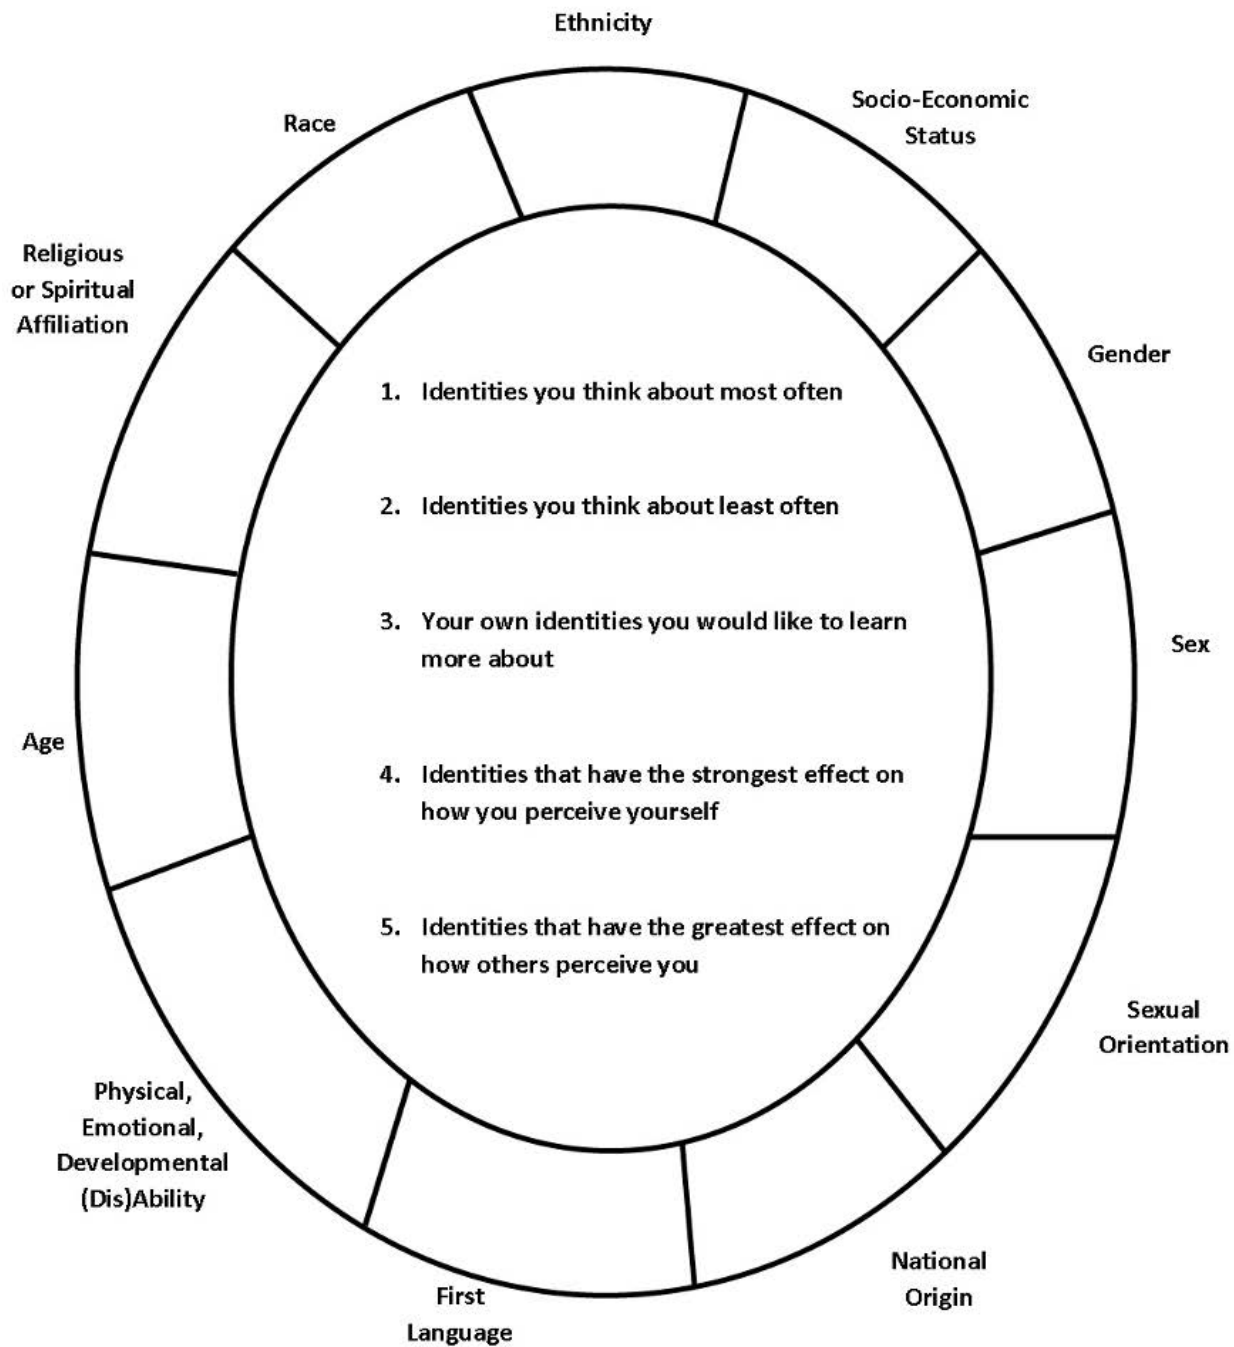 Ethnicity
Socio-Economic
Status
Race
Religious
or Spiritual
Affiliation
Gender
1. Identities you think about most often
2. Identities you think about least often
3. Your own identities you would like to learn
more about
Sex
Age
4. Identities that have the strongest effect on
how you perceive yourself
5. Identities that have the greatest effect on
how others perceive you
Sexual
Orientation
Physical,
Emotional,
Developmental
(Dis)Ability
National
Origin
First
Language